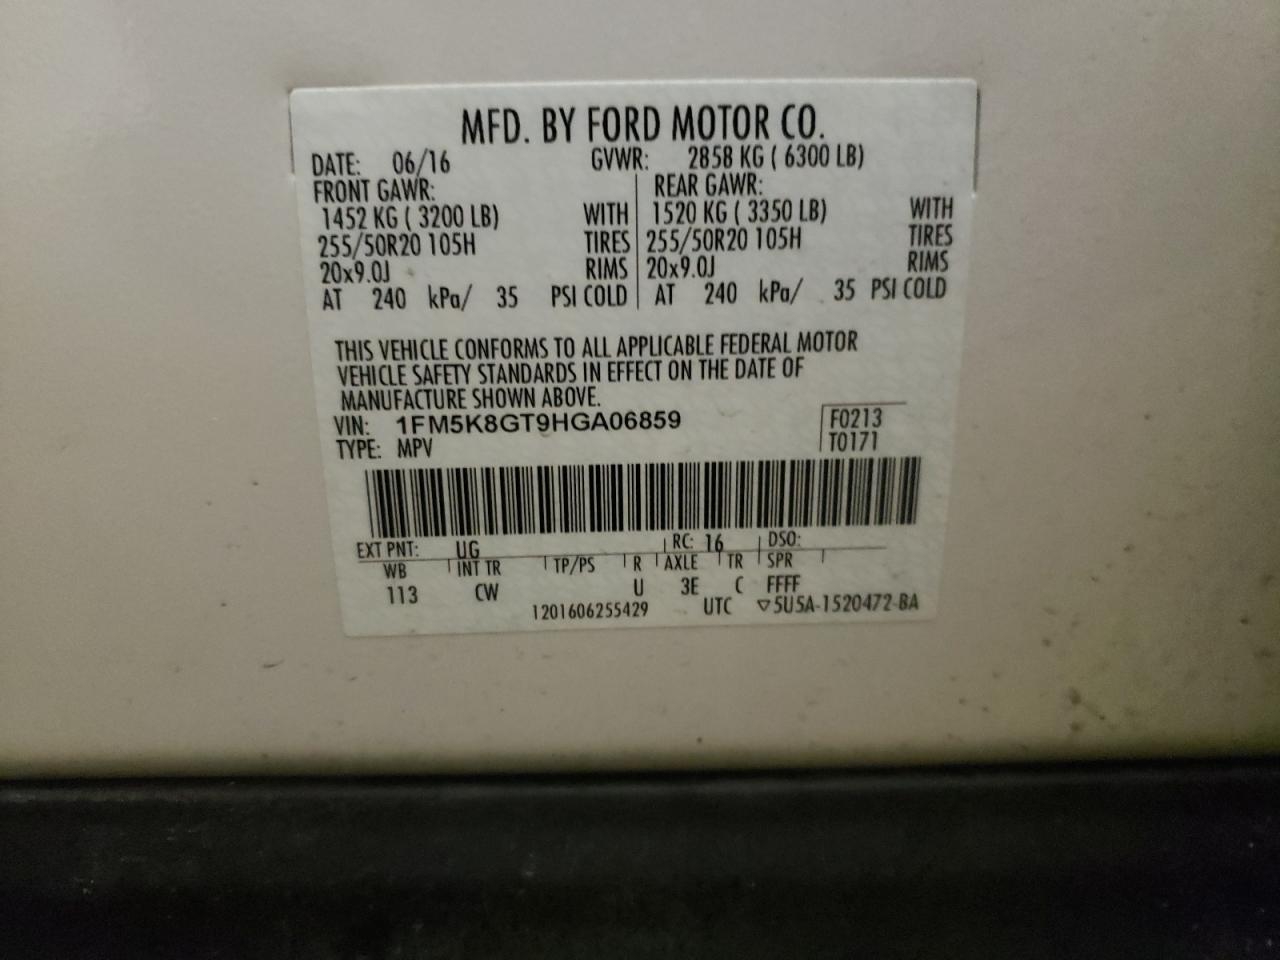 MFD. BY FORD MOTOR CO.
DATE: 06/16 GVWR: 2858 KG ( 6300 LB)
FRONT GAWR: REAR GAWR:
1452 KG ( 3200 LB) WITH 1520 KG ( 3350 LB) WITH
255/50R20 105H TIRES 255/50R20 105H TIRES
20x9.0J RIMS 20x9.0J RIMS
AT 240 kPa/ 35 PSI COLD AT 240 kPa/ 35 PSI COLD
THIS VEHICLE CONFORMS TO ALL APPLICABLE FEDERAL MOTOR
VEHICLE SAFETY STANDARDS IN EFFECT ON THE DATE OF
MANUFACTURE SHOWN ABOVE.
VIN: 1FM5K8GT9HGA06859 F0213
TYPE: MPV T0171
EXT PNT: UG RC: 16 DSO:
WB INT TR TP/PS R AXLE TR SPR
113 CW U 3E C FFFF
1201606255429 UTC ▽5U5A-1520472-BA